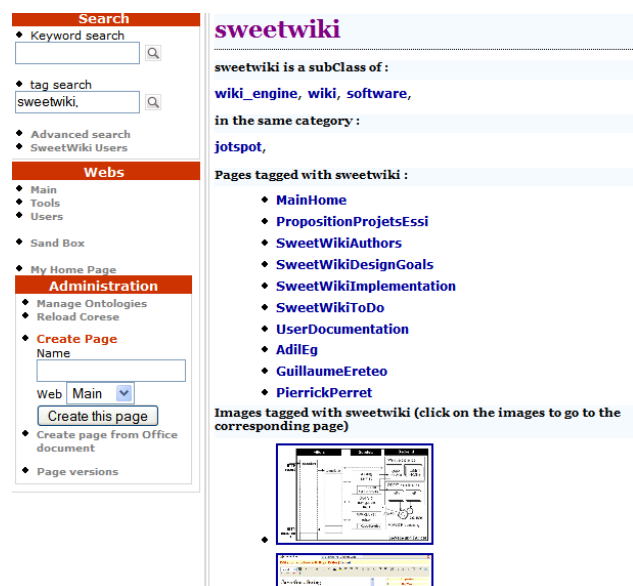 Search
Keyword search
tag search
sweetwiki,
Advanced search
SweetWiki Users
Webs
Main
Tools
Users
Sand Box
My Home Page
Administration
Manage Ontologies
Reload Corese
Create Page
Name
Web Main
Create this page
Create page from Office
document
Page versions
sweetwiki
sweetwiki is a subClass of :
wiki_engine, wiki, software,
in the same category :
jotspot,
Pages tagged with sweetwiki :
MainHome
PropositionProjetsEssi
SweetWikiAuthors
SweetWikiDesignGoals
SweetWikiImplementation
SweetWikiToDo
UserDocumentation
AdilEg
GuillaumeEreteo
PierrickPerret
Images tagged with sweetwiki (click on the images to go to the
corresponding page)